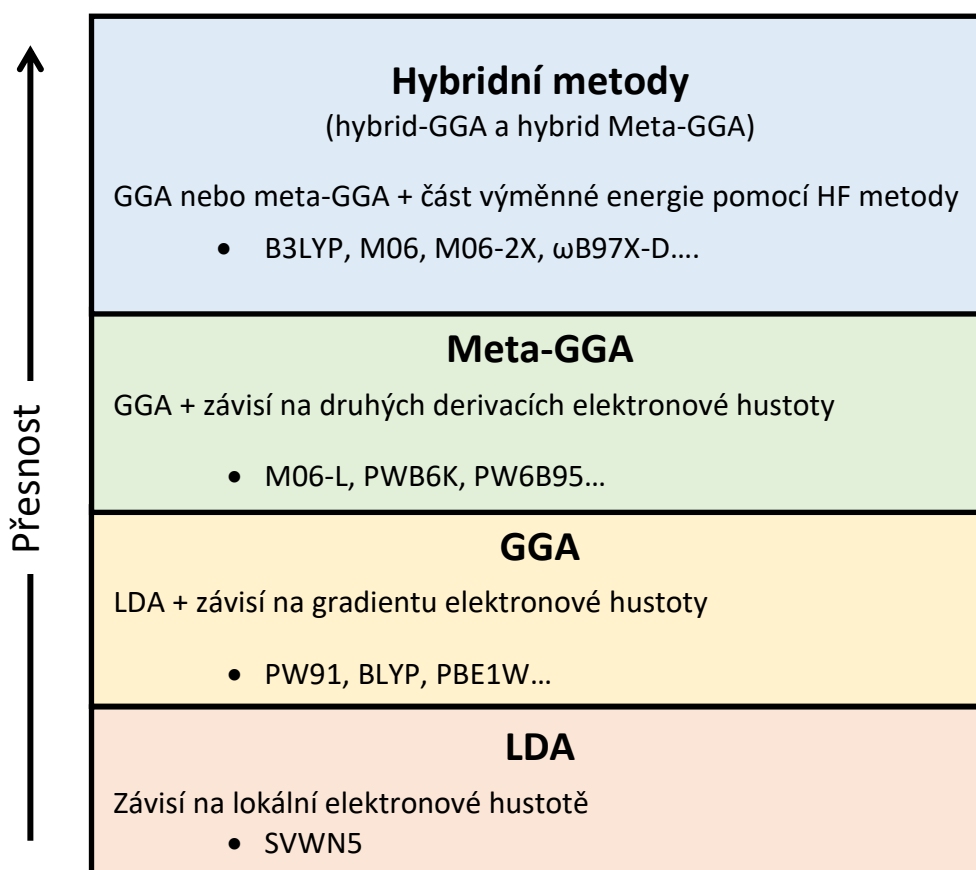 Hybridní metody
(hybrid-GGA a hybrid Meta-GGA)
GGA nebo meta-GGA + část výměnné energie pomocí HF metody
• B3LYP, M06, M06-2X, ωB97X-D....
Meta-GGA
GGA + závisí na druhých derivacích elektronové hustoty
• M06-L, PWB6K, PW6B95...
GGA
LDA + závisí na gradientu elektronové hustoty
• PW91, BLYP, PBE1W...
LDA
Závisí na lokální elektronové hustotě
• SVWN5
Přesnost